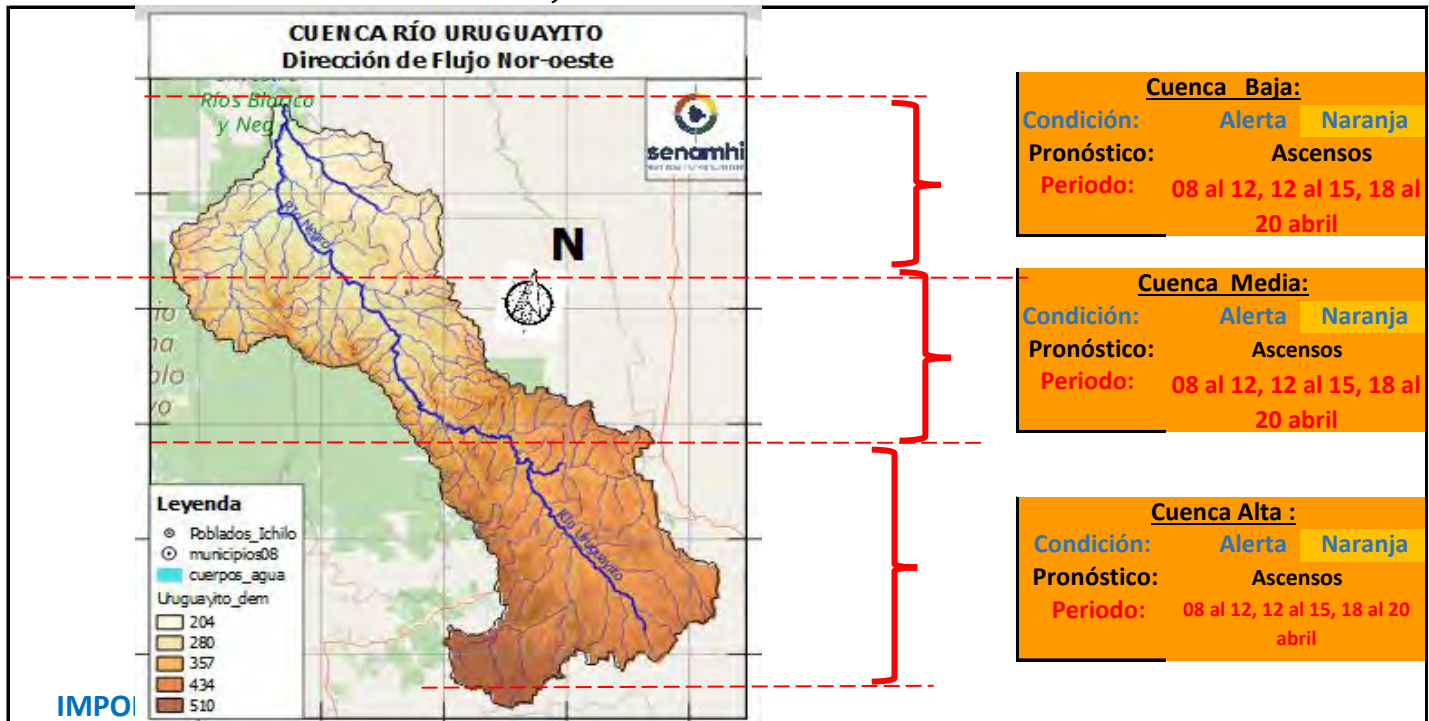 CUENCA RÍO URUGUAYITO
Dirección de Flujo Nor-oeste
Ríos Blanco
y Neg
senamhi
Río Negro
N
Río Uruguayito
Leyenda
Poblados_Ichilo
municipios08
cuerpos_agua
Uruguayito_dem
204
280
357
434
510
IMPO
Cuenca Baja:
Condición: Alerta Naranja
Pronóstico: Ascensos
Periodo: 08 al 12, 12 al 15, 18 al
20 abril
Cuenca Media:
Condición: Alerta Naranja
Pronóstico: Ascensos
Periodo: 08 al 12, 12 al 15, 18 al
20 abril
Cuenca Alta :
Condición: Alerta Naranja
Pronóstico: Ascensos
Periodo: 08 al 12, 12 al 15, 18 al 20
abril